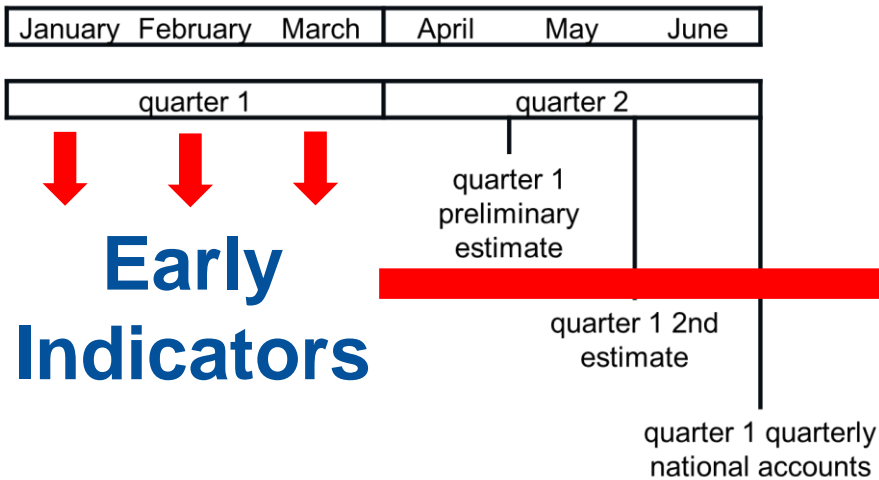 January February March April May June
quarter 1 quarter 2
quarter 1
preliminary
estimate
Early
Indicators
quarter 1 2nd
estimate
quarter 1 quarterly
national accounts